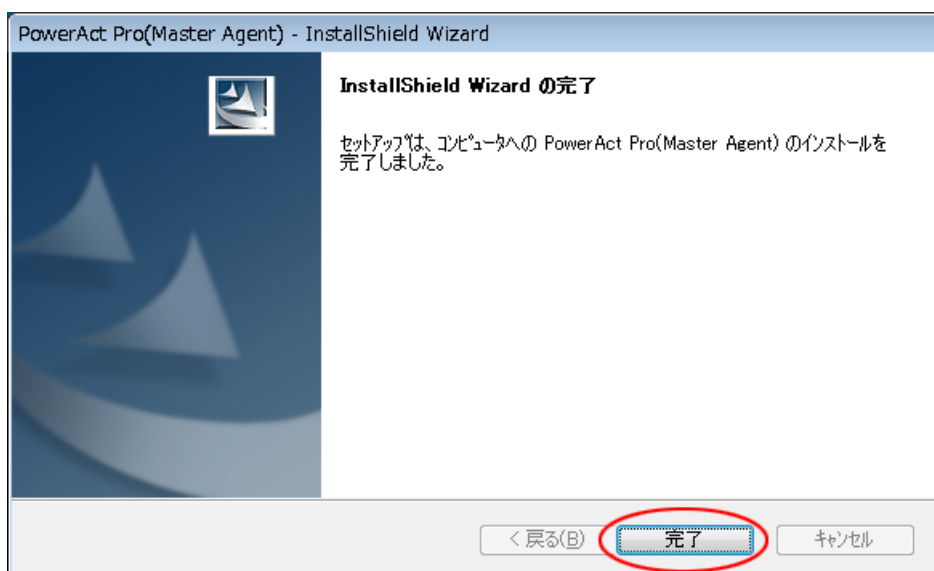 PowerAct Pro(Master Agent) - InstallShield Wizard
InstallShield Wizard の完了
セットアップは、コンピュータへの PowerAct Pro(Master Agent) のインストールを
完了しました。
< 戻る(B)
完了
キャンセル